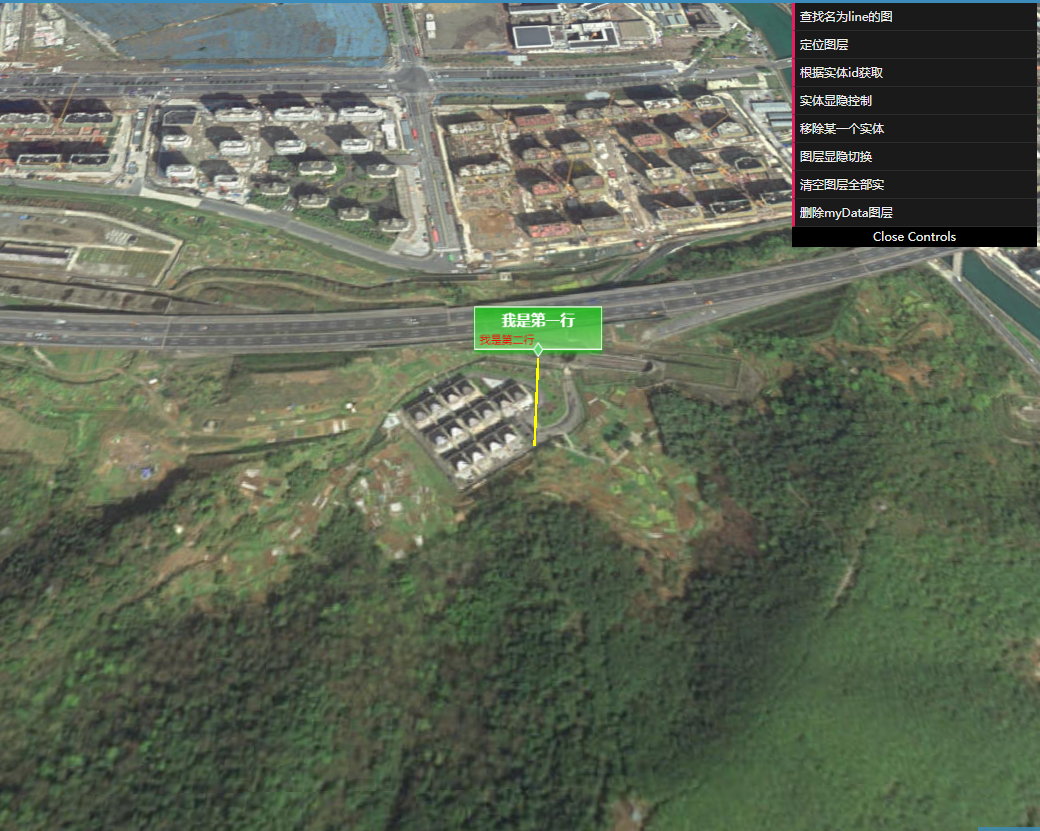 查找名为line的图
定位图层
根据实体id获取
实体显隐控制
移除某一个实体
图层显隐切换
清空图层全部实
删除myData图层
Close Controls
我是第一行
我是第二行